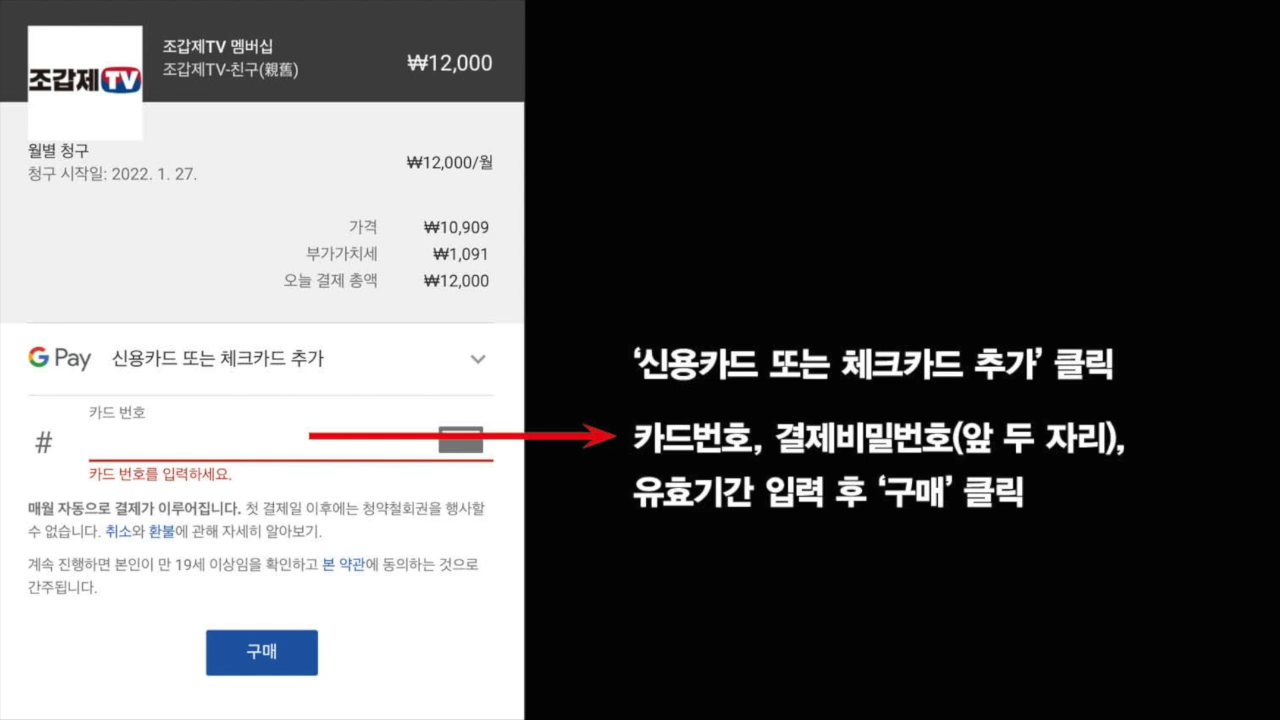 조갑제TV
조갑제TV 멤버십
조갑제TV-친구(親舊)
₩12,000
월별 청구
청구 시작일: 2022. 1. 27.
₩12,000/월
가격 ₩10,909
부가가치세 ₩1,091
오늘 결제 총액 ₩12,000
G Pay 신용카드 또는 체크카드 추가
카드 번호
#
카드 번호를 입력하세요.
매월 자동으로 결제가 이루어집니다. 첫 결제일 이후에는 청약철회권을 행사할
수 없습니다. 취소와 환불에 관해 자세히 알아보기.
계속 진행하면 본인이 만 19세 이상임을 확인하고 본 약관에 동의하는 것으로
간주됩니다.
구매
‘신용카드 또는 체크카드 추가’ 클릭
카드번호, 결제비밀번호(앞 두 자리),
유효기간 입력 후 ‘구매’ 클릭